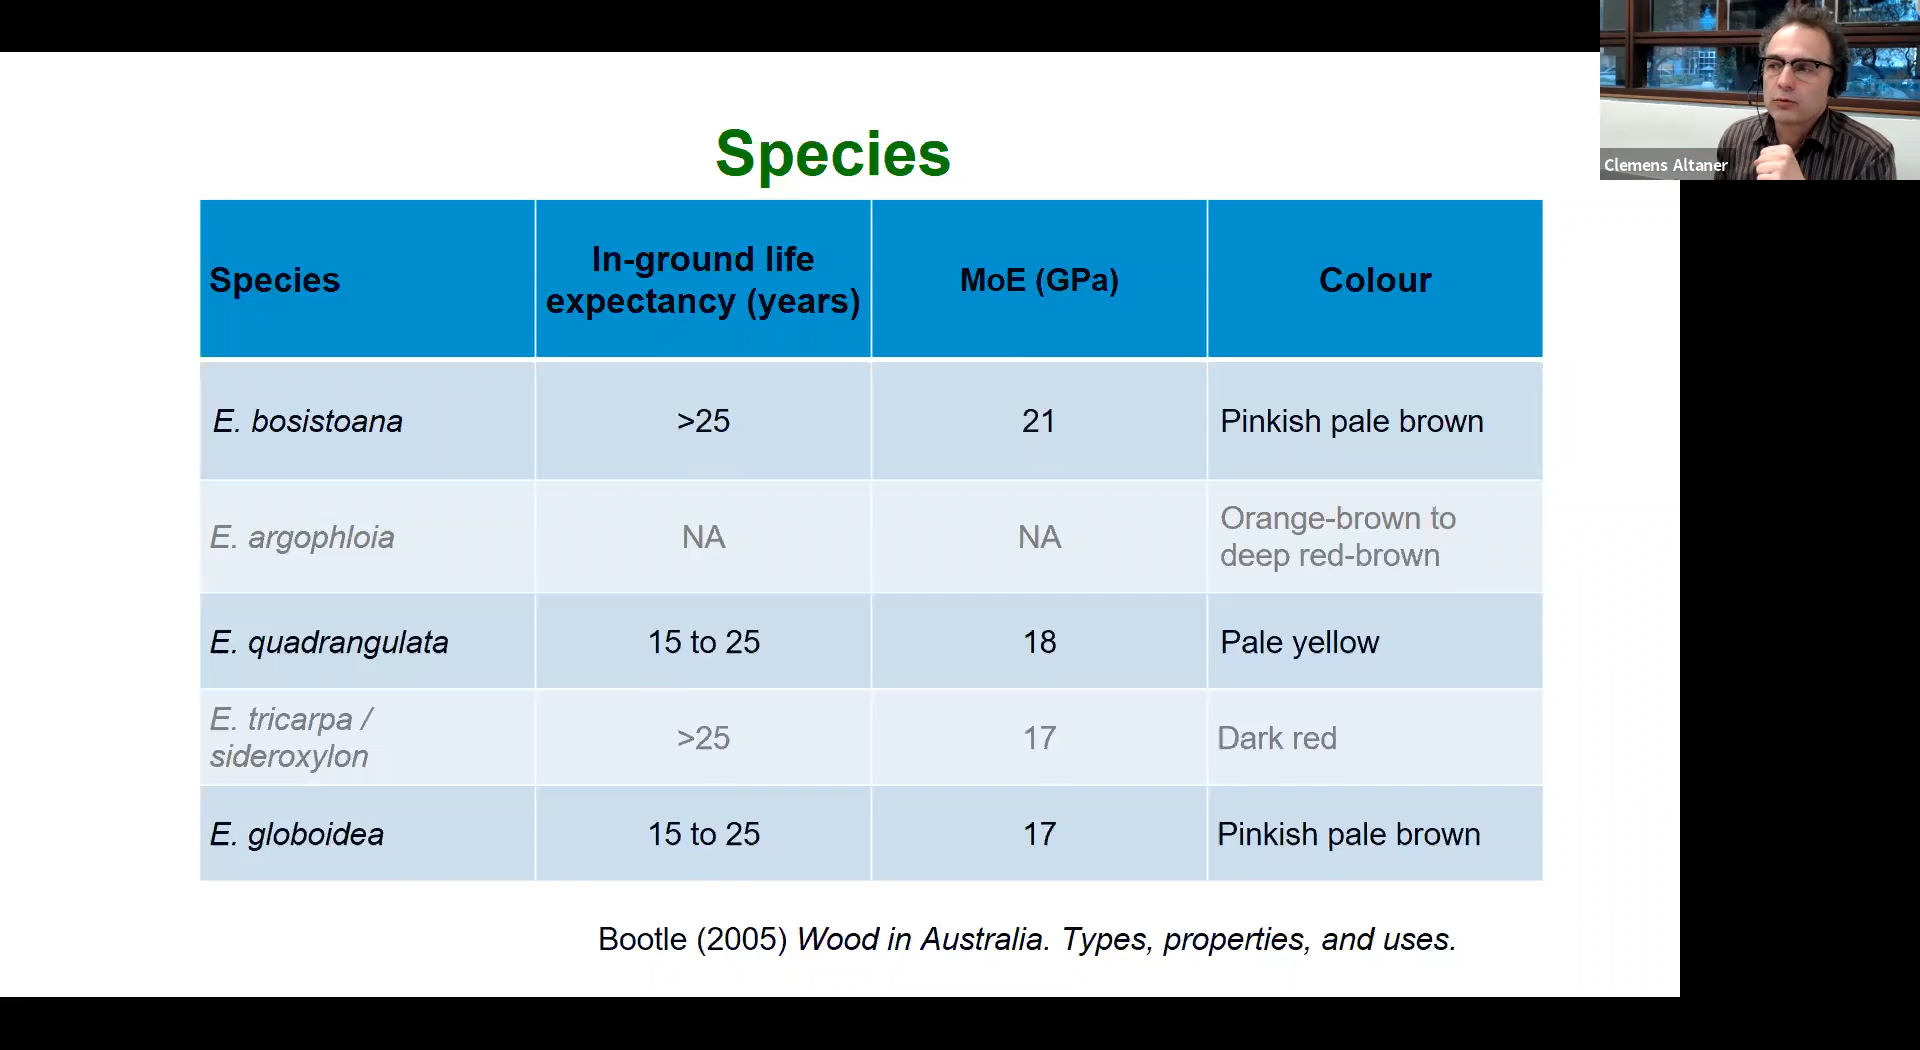 Species
Species
In-ground life
expectancy (years)
MoE (GPa)
Colour
E. bosistoana
>25
21
Pinkish pale brown
E. argophloia
NA
NA
Orange-brown to
deep red-brown
E. quadrangulata
15 to 25
18
Pale yellow
E. tricarpa /
sideroxylon
>25
17
Dark red
E. globoidea
15 to 25
17
Pinkish pale brown
Bootle (2005) Wood in Australia. Types, properties, and uses.
Clemens Altaner